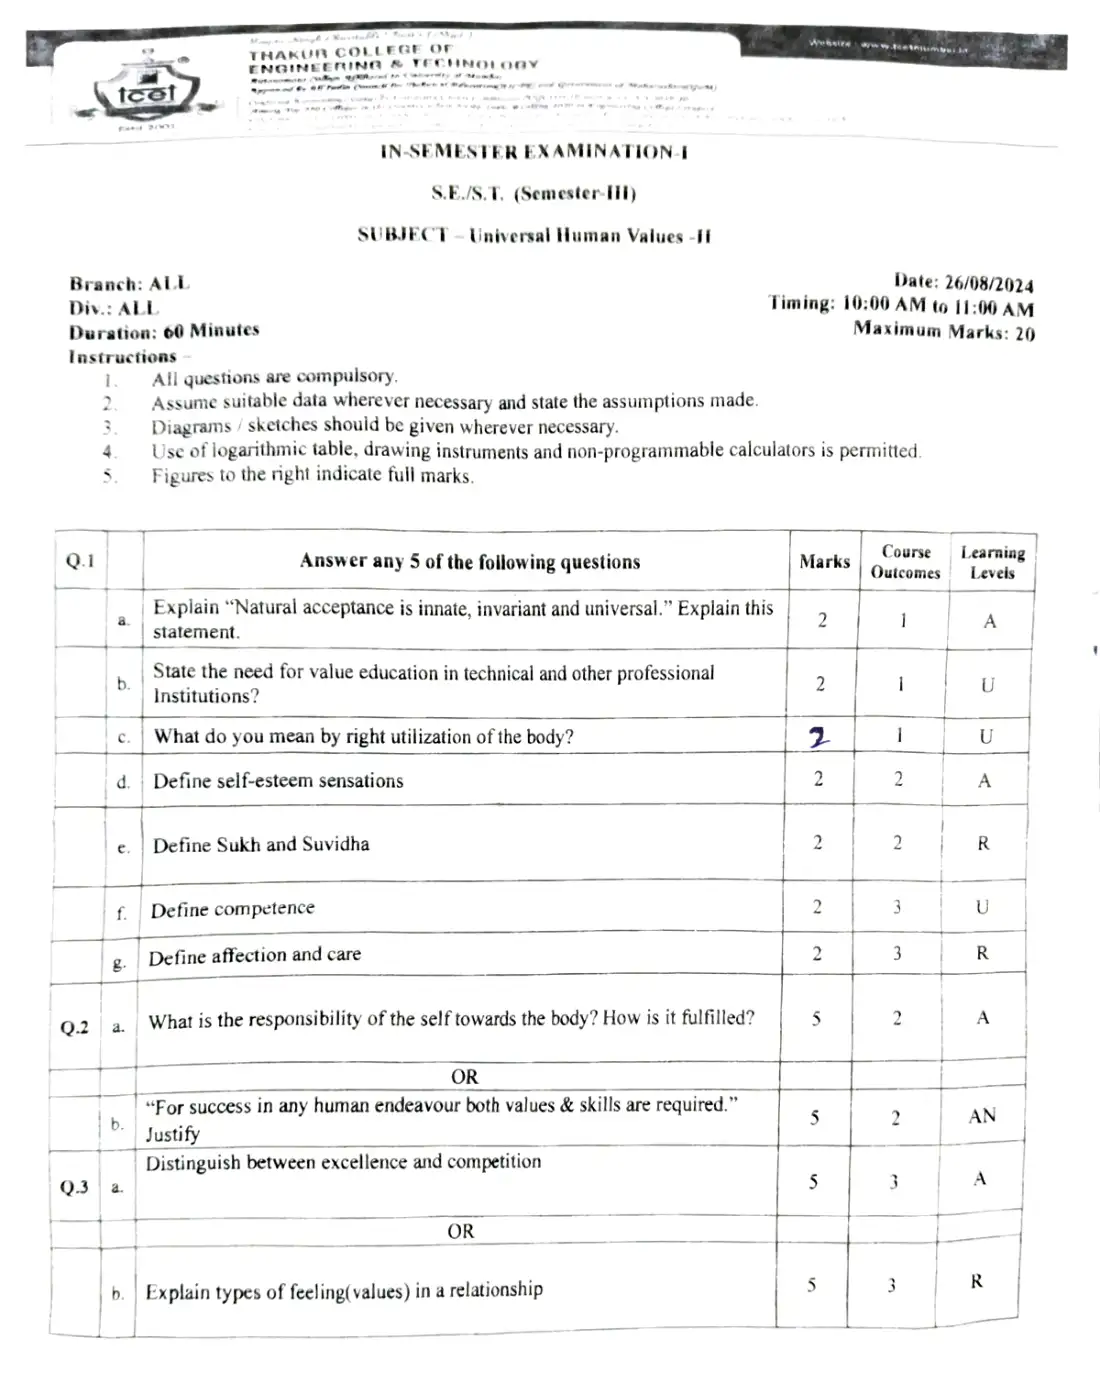 THAKUR COLLEGE OF
ENGINEERING & TECHNOLOGY
tcet
Estd 2001
IN-SEMESTER EXAMINATION-I
S.E./S.T. (Semester-III)
SUBJECT – Universal Human Values -II
Branch: ALL
Date: 26/08/2024
Div.: ALL
Timing: 10:00 AM to 11:00 AM
Duration: 60 Minutes
Maximum Marks: 20
Instructions –
1. All questions are compulsory.
2. Assume suitable data wherever necessary and state the assumptions made.
3. Diagrams / sketches should be given wherever necessary.
4. Use of logarithmic table, drawing instruments and non-programmable calculators is permitted.
5. Figures to the right indicate full marks.
Q.1 Answer any 5 of the following questions Marks Course Outcomes Learning Levels
a. Explain “Natural acceptance is innate, invariant and universal.” Explain this
statement. 2 1 A
b. State the need for value education in technical and other professional
Institutions? 2 1 U
c. What do you mean by right utilization of the body? 2 1 U
d. Define self-esteem sensations 2 2 A
e. Define Sukh and Suvidha 2 2 R
f. Define competence 2 3 U
g. Define affection and care 2 3 R
Q.2 a. What is the responsibility of the self towards the body? How is it fulfilled? 5 2 A
OR
b. “For success in any human endeavour both values & skills are required.”
Justify 5 2 AN
Q.3 a. Distinguish between excellence and competition 5 3 A
OR
b. Explain types of feeling(values) in a relationship 5 3 R